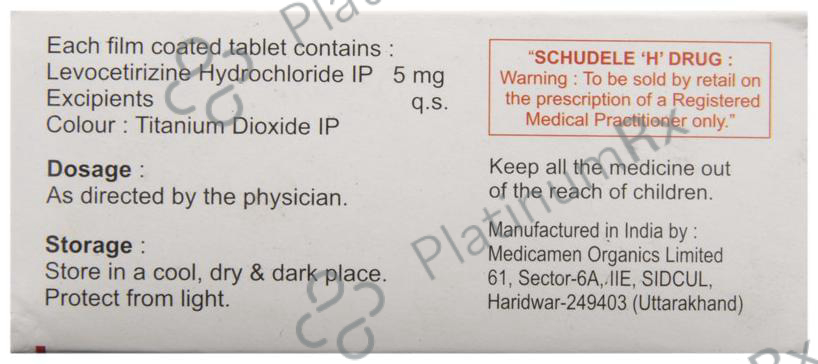 Each film coated tablet contains :
Levocetirizine Hydrochloride IP 5 mg
Excipients q.s.
Colour : Titanium Dioxide IP
Dosage :
As directed by the physician.
Storage :
Store in a cool, dry & dark place.
Protect from light.
"SCHUDELE 'H' DRUG :
Warning : To be sold by retail on
the prescription of a Registered
Medical Practitioner only."
Keep all the medicine out
of the reach of children.
Manufactured in India by :
Medicamen Organics Limited
61, Sector-6A, IIE, SIDCUL,
Haridwar-249403 (Uttarakhand)
PlatinumRx